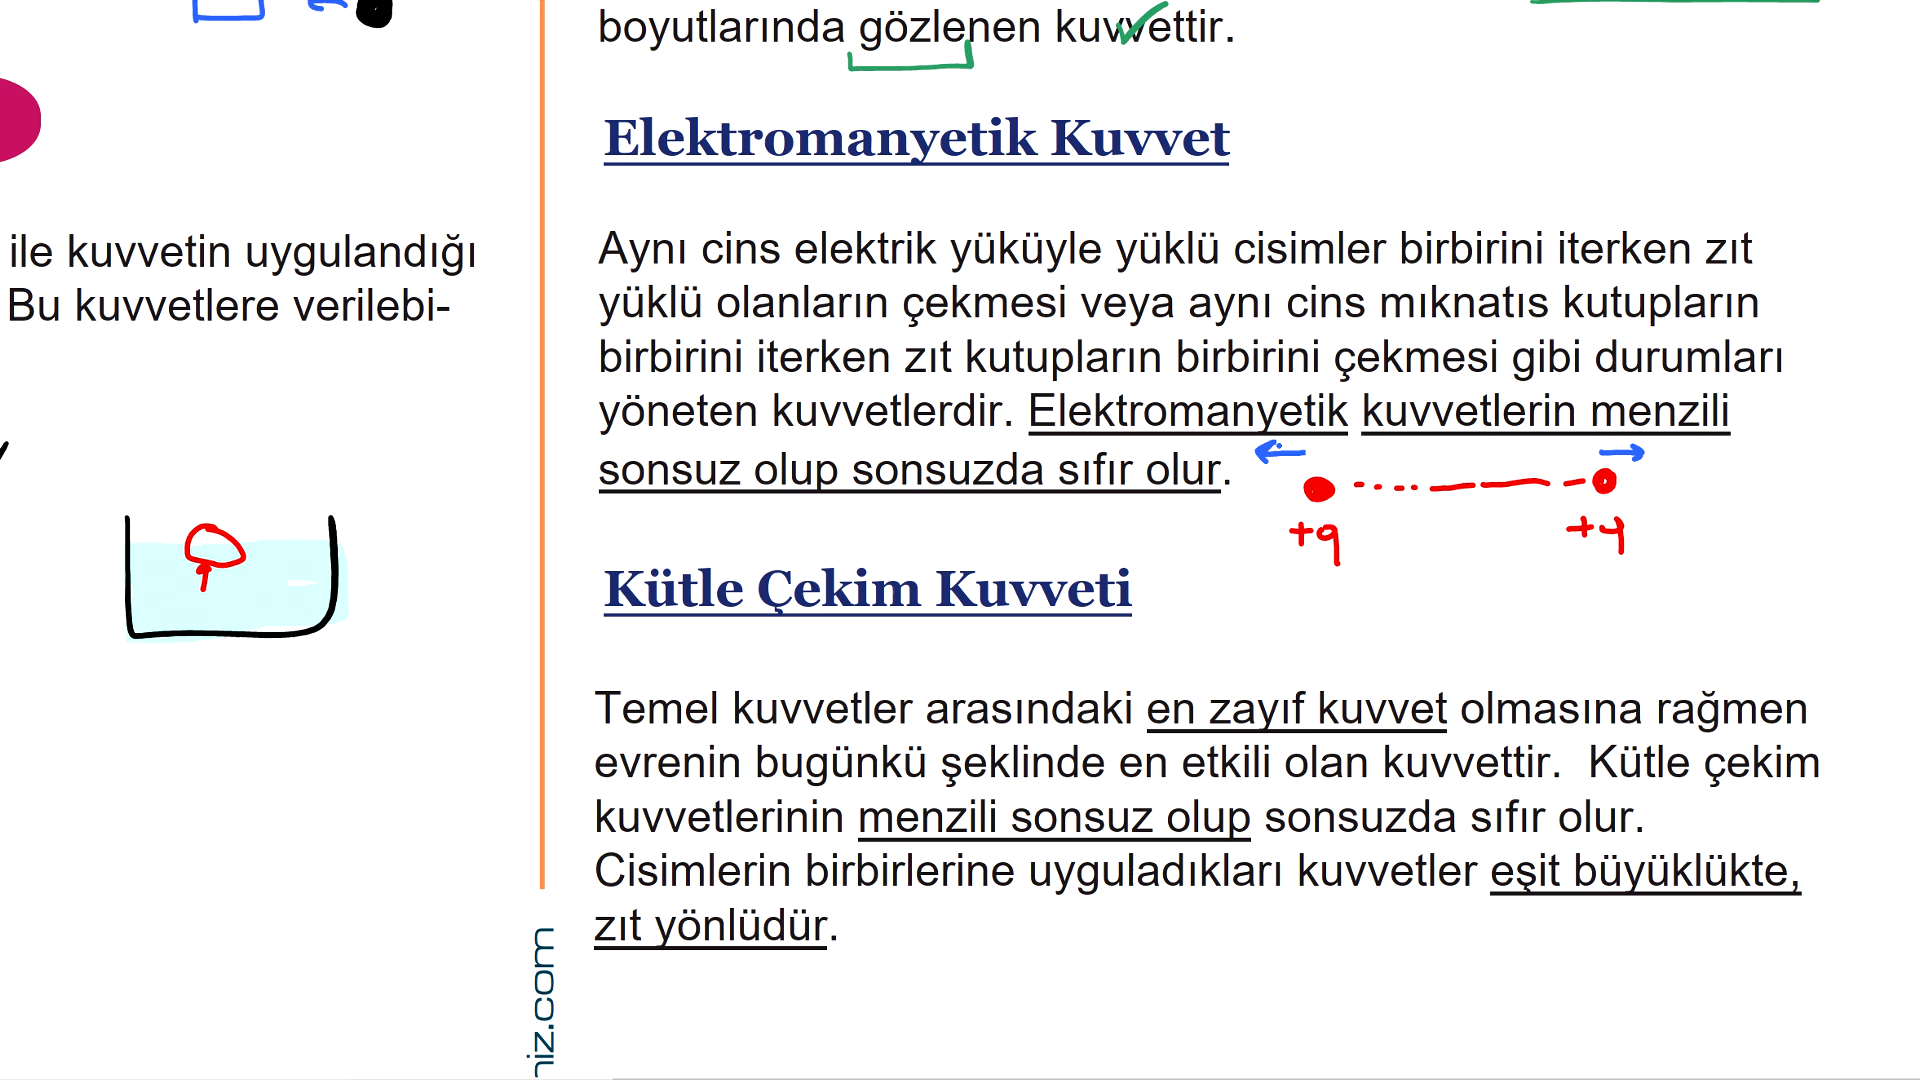 ile kuvvetin uygulandığı
Bu kuvvetlere verilebi-
boyutlarında gözlenen kuvvettir.
Elektromanyetik Kuvvet
Aynı cins elektrik yüküyle yüklü cisimler birbirini iterken zıt
yüklü olanların çekmesi veya aynı cins mıknatıs kutupların
birbirini iterken zıt kutupların birbirini çekmesi gibi durumları
yöneten kuvvetlerdir. Elektromanyetik kuvvetlerin menzili
sonsuz olup sonsuzda sıfır olur.
+q
+q
Kütle Çekim Kuvveti
Temel kuvvetler arasındaki en zayıf kuvvet olmasına rağmen
evrenin bugünkü şeklinde en etkili olan kuvvettir. Kütle çekim
kuvvetlerinin menzili sonsuz olup sonsuzda sıfır olur.
Cisimlerin birbirlerine uyguladıkları kuvvetler eşit büyüklükte,
zıt yönlüdür.
niz.com